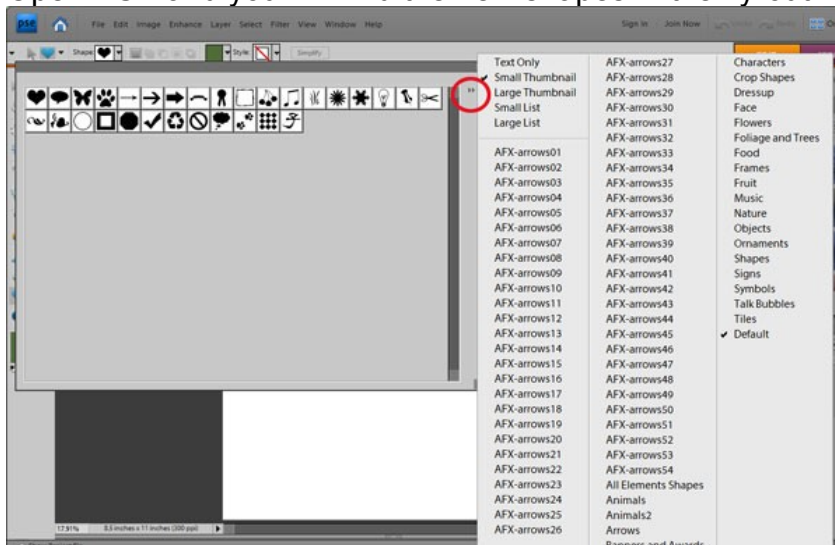 pse File Edit Image Enhance Layer Select Filter View Window Help Sign In Join Now
Shape: Style: Simplify
Text Only
Small Thumbnail
Large Thumbnail
Small List
Large List
AFX-arrows01
AFX-arrows02
AFX-arrows03
AFX-arrows04
AFX-arrows05
AFX-arrows06
AFX-arrows07
AFX-arrows08
AFX-arrows09
AFX-arrows10
AFX-arrows11
AFX-arrows12
AFX-arrows13
AFX-arrows14
AFX-arrows15
AFX-arrows16
AFX-arrows17
AFX-arrows18
AFX-arrows19
AFX-arrows20
AFX-arrows21
AFX-arrows22
AFX-arrows23
AFX-arrows24
AFX-arrows25
AFX-arrows26
AFX-arrows27
AFX-arrows28
AFX-arrows29
AFX-arrows30
AFX-arrows31
AFX-arrows32
AFX-arrows33
AFX-arrows34
AFX-arrows35
AFX-arrows36
AFX-arrows37
AFX-arrows38
AFX-arrows39
AFX-arrows40
AFX-arrows41
AFX-arrows42
AFX-arrows43
AFX-arrows44
AFX-arrows45
AFX-arrows46
AFX-arrows47
AFX-arrows48
AFX-arrows49
AFX-arrows50
AFX-arrows51
AFX-arrows52
AFX-arrows53
AFX-arrows54
All Elements Shapes
Animals
Animals2
Arrows
Banners and Awards
Characters
Crop Shapes
Dressup
Face
Flowers
Foliage and Trees
Food
Frames
Fruit
Music
Nature
Objects
Ornaments
Shapes
Signs
Symbols
Talk Bubbles
Tiles
Default
17.91% 8.5 inches x 11 inches (300 ppi)